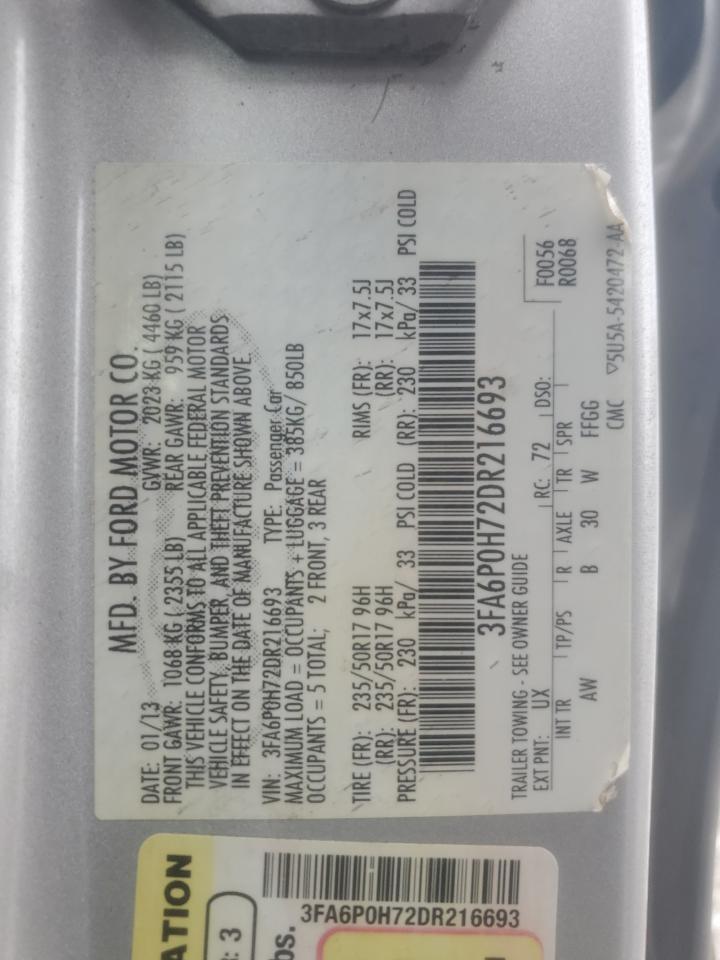 MFD. BY FORD MOTOR CO.
DATE: 01/13 GVWR: 2023 KG ( 4460 LB)
FRONT GAWR: 1068 KG ( 2355 LB) REAR GAWR: 959 KG ( 2115 LB)
THIS VEHICLE CONFORMS TO ALL APPLICABLE FEDERAL MOTOR
VEHICLE SAFETY, BUMPER, AND THEFT PREVENTION STANDARDS
IN EFFECT ON THE DATE OF MANUFACTURE SHOWN ABOVE.
VIN: 3FA6P0H72DR216693 TYPE: Passenger Car
MAXIMUM LOAD = OCCUPANTS + LUGGAGE = 385KG/ 850LB
OCCUPANTS = 5 TOTAL; 2 FRONT, 3 REAR
TIRE (FR): 235/50R17 96H RIMS (FR): 17x7.5J
(RR): 235/50R17 96H (RR): 17x7.5J
PRESSURE (FR): 230 kPa/ 33 PSI COLD (RR): 230 kPa/ 33 PSI COLD
3FA6P0H72DR216693
TRAILER TOWING - SEE OWNER GUIDE F0056
EXT PNT: UX RC: 72 DSO: R0068
INT TR TP/PS R AXLE TR SPR
AW B 30 W FFGG
CMC ▽5U5A-5420472-AA
ATION
: 3
bs.
3FA6P0H72DR216693